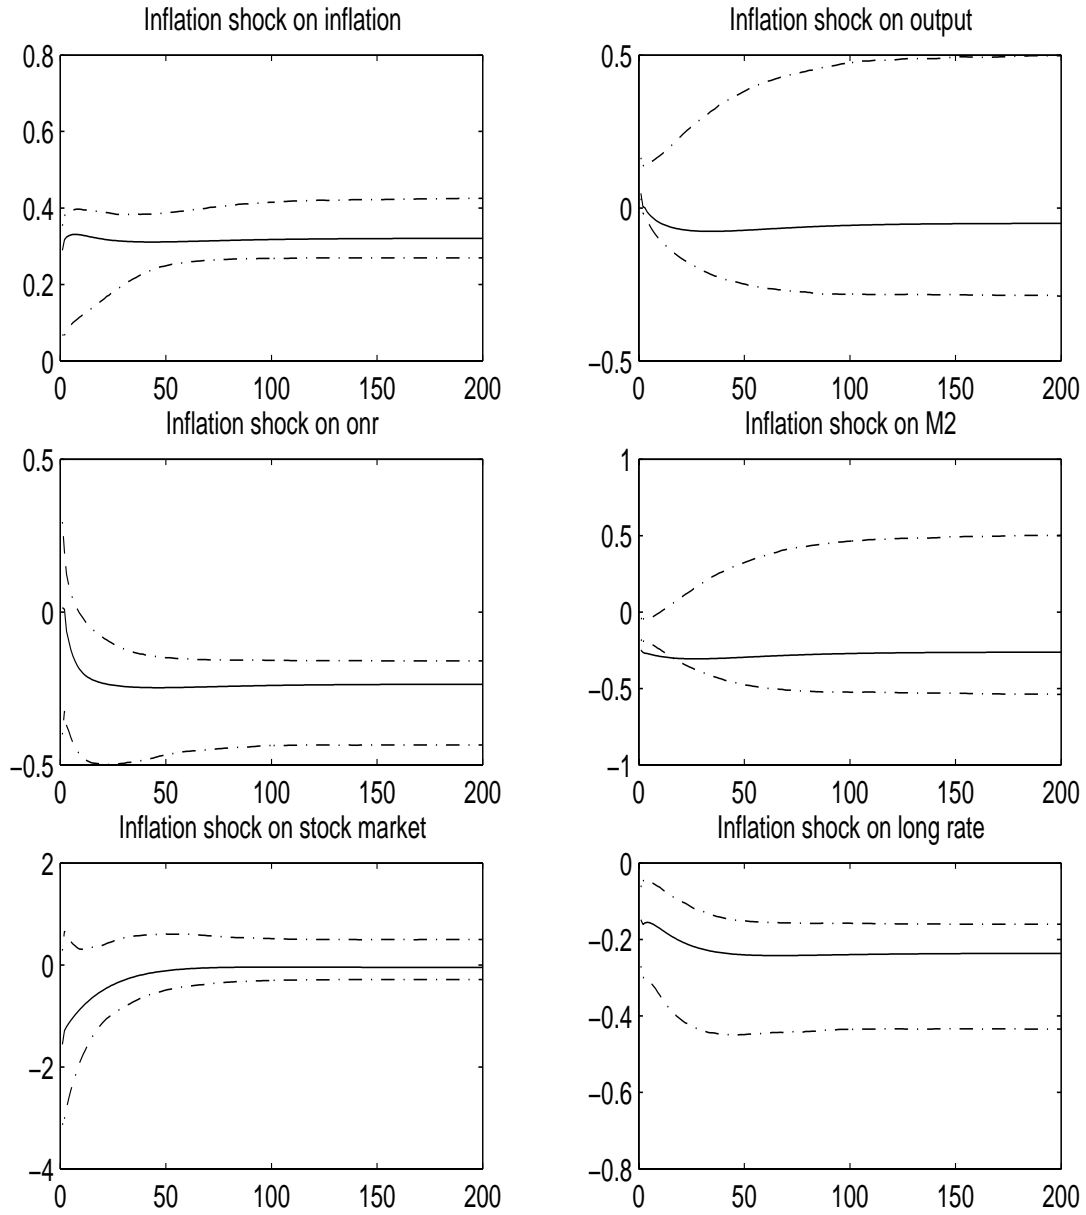 Inflation shock on inflation
0.8
0.6
0.4
0.2
0
0 50 100 150 200
Inflation shock on output
0.5
0
−0.5
0 50 100 150 200
Inflation shock on onr
0.5
0
−0.5
0 50 100 150 200
Inflation shock on M2
1
0.5
0
−0.5
−1
0 50 100 150 200
Inflation shock on stock market
2
0
−2
−4
0 50 100 150 200
Inflation shock on long rate
0
−0.2
−0.4
−0.6
−0.8
0 50 100 150 200